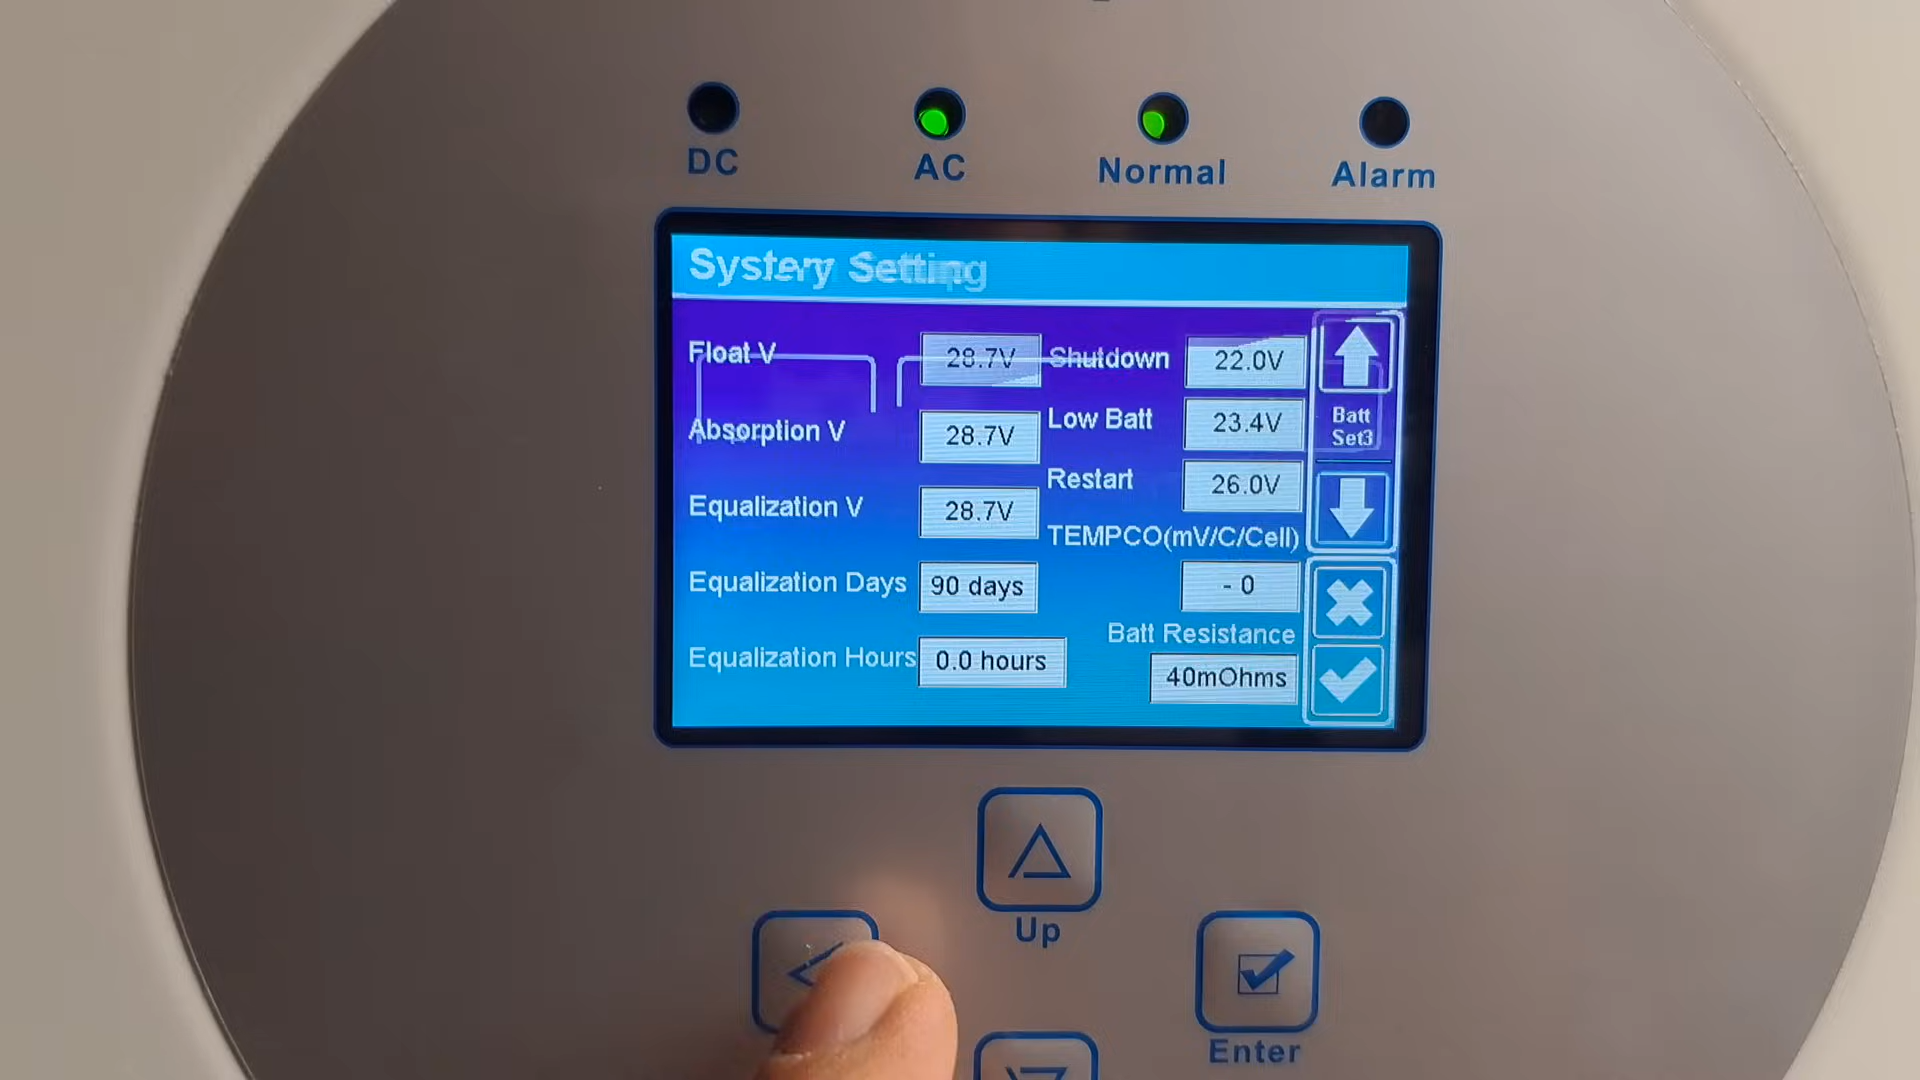 DC
AC
Normal
Alarm
Setting
Float V
28.7V
Shutdown
22.0V
Absorption V
28.7V
Low Batt
23.4V
Batt
Set3
Equalization V
28.7V
Restart
26.0V
TEMPCO(mV/C/Cell)
Equalization Days
90 days
- 0
Batt Resistance
Equalization Hours
0.0 hours
40mOhms
Up
Enter